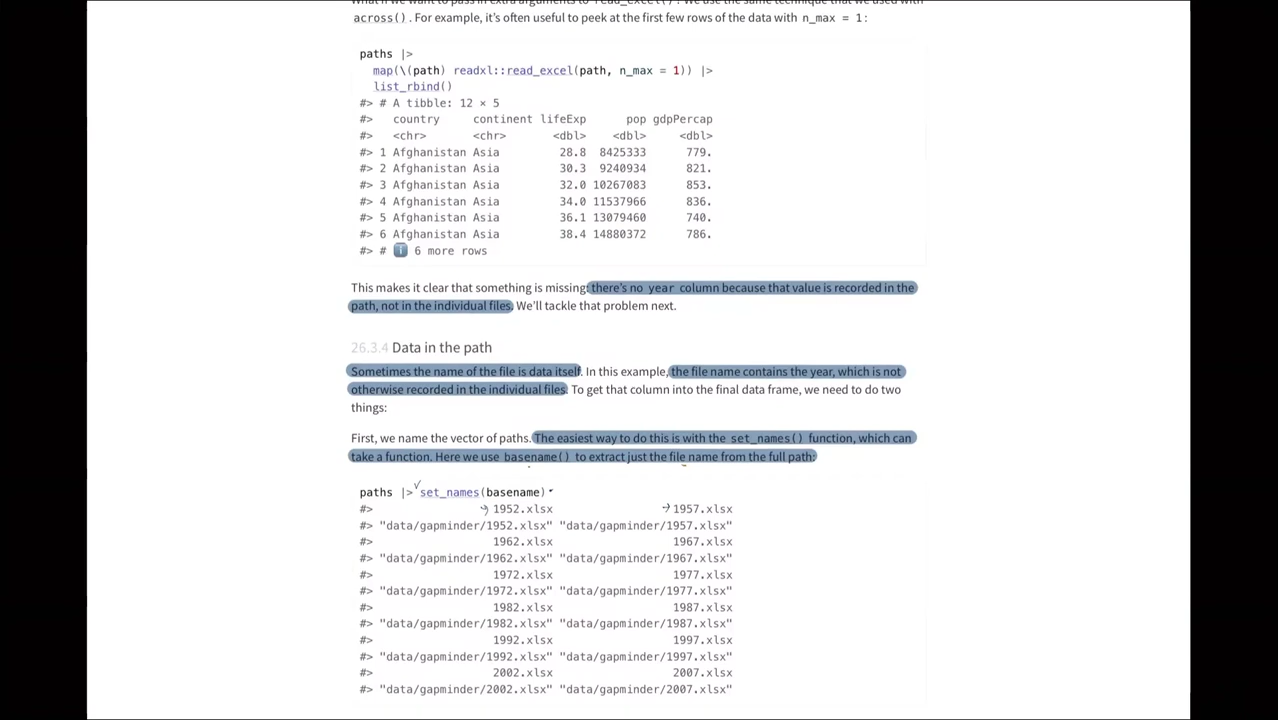 across(). For example, it's often useful to peek at the first few rows of the data with n_max = 1:
paths |>
  map(\(path) readxl::read_excel(path, n_max = 1)) |>
  list_rbind()
#> # A tibble: 12 × 5
#>   country     continent lifeExp      pop gdpPercap
#>   <chr>       <chr>       <dbl>    <dbl>     <dbl>
#> 1 Afghanistan Asia         28.8  8425333      779.
#> 2 Afghanistan Asia         30.3  9240934      821.
#> 3 Afghanistan Asia         32.0 10267083      853.
#> 4 Afghanistan Asia         34.0 11537966      836.
#> 5 Afghanistan Asia         36.1 13079460      740.
#> 6 Afghanistan Asia         38.4 14880372      786.
#> # ℹ 6 more rows
This makes it clear that something is missing: there's no year column because that value is recorded in the
path, not in the individual files. We'll tackle that problem next.
26.3.4 Data in the path
Sometimes the name of the file is data itself. In this example, the file name contains the year, which is not
otherwise recorded in the individual files. To get that column into the final data frame, we need to do two
things:
First, we name the vector of paths. The easiest way to do this is with the set_names() function, which can
take a function. Here we use basename() to extract just the file name from the full path:
paths |> set_names(basename)
#>                  1952.xlsx                  1957.xlsx
#> "data/gapminder/1952.xlsx" "data/gapminder/1957.xlsx"
#>                  1962.xlsx                  1967.xlsx
#> "data/gapminder/1962.xlsx" "data/gapminder/1967.xlsx"
#>                  1972.xlsx                  1977.xlsx
#> "data/gapminder/1972.xlsx" "data/gapminder/1977.xlsx"
#>                  1982.xlsx                  1987.xlsx
#> "data/gapminder/1982.xlsx" "data/gapminder/1987.xlsx"
#>                  1992.xlsx                  1997.xlsx
#> "data/gapminder/1992.xlsx" "data/gapminder/1997.xlsx"
#>                  2002.xlsx                  2007.xlsx
#> "data/gapminder/2002.xlsx" "data/gapminder/2007.xlsx"